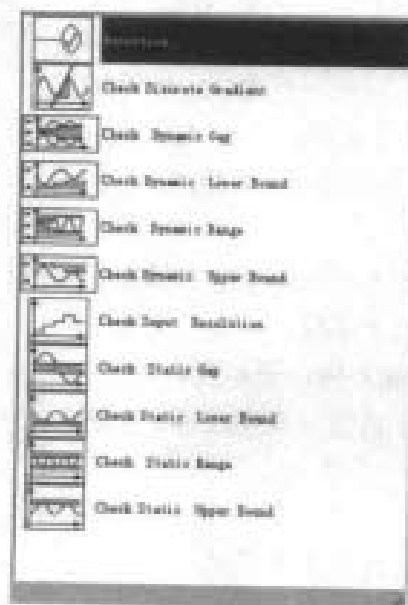 Assertion
Check Discrete Gradient
Check Dynamic Gap
Check Dynamic Lower Bound
Check Dynamic Range
Check Dynamic Upper Bound
Check Input Resolution
Check Static Gap
Check Static Lower Bound
Check Static Range
Check Static Upper Bound